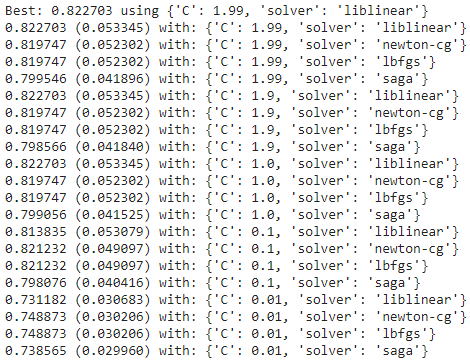 Best: 0.822703 using {'C': 1.99, 'solver': 'liblinear'}
0.822703 (0.053345) with: {'C': 1.99, 'solver': 'liblinear'}
0.819747 (0.052302) with: {'C': 1.99, 'solver': 'newton-cg'}
0.819747 (0.052302) with: {'C': 1.99, 'solver': 'lbfgs'}
0.799546 (0.041896) with: {'C': 1.99, 'solver': 'saga'}
0.822703 (0.053345) with: {'C': 1.9, 'solver': 'liblinear'}
0.819747 (0.052302) with: {'C': 1.9, 'solver': 'newton-cg'}
0.819747 (0.052302) with: {'C': 1.9, 'solver': 'lbfgs'}
0.798566 (0.041840) with: {'C': 1.9, 'solver': 'saga'}
0.822703 (0.053345) with: {'C': 1.0, 'solver': 'liblinear'}
0.819747 (0.052302) with: {'C': 1.0, 'solver': 'newton-cg'}
0.819747 (0.052302) with: {'C': 1.0, 'solver': 'lbfgs'}
0.799056 (0.041525) with: {'C': 1.0, 'solver': 'saga'}
0.813835 (0.053079) with: {'C': 0.1, 'solver': 'liblinear'}
0.821232 (0.049097) with: {'C': 0.1, 'solver': 'newton-cg'}
0.821232 (0.049097) with: {'C': 0.1, 'solver': 'lbfgs'}
0.798076 (0.040416) with: {'C': 0.1, 'solver': 'saga'}
0.731182 (0.030683) with: {'C': 0.01, 'solver': 'liblinear'}
0.748873 (0.030206) with: {'C': 0.01, 'solver': 'newton-cg'}
0.748873 (0.030206) with: {'C': 0.01, 'solver': 'lbfgs'}
0.738565 (0.029960) with: {'C': 0.01, 'solver': 'saga'}